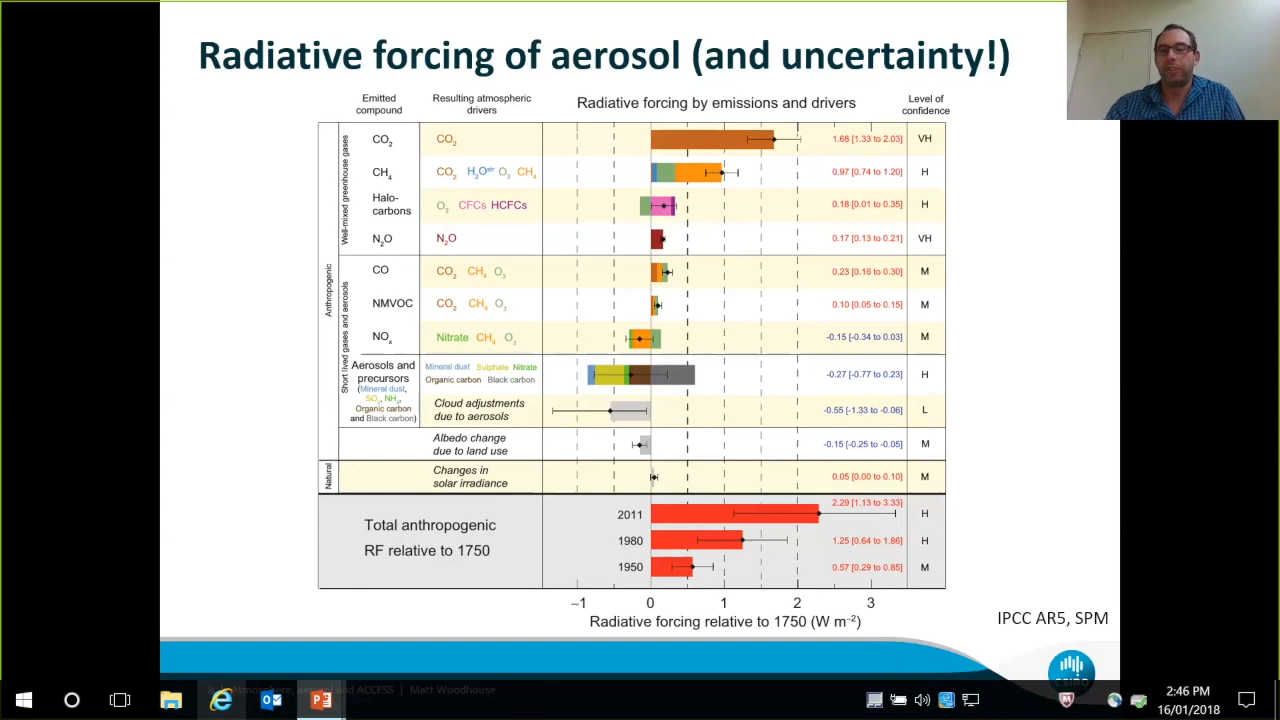 Radiative forcing of aerosol (and uncertainty!)
Emitted
compound
Resulting atmospheric
drivers
Radiative forcing by emissions and drivers
Level of
confidence
Anthropogenic
Well-mixed greenhouse gases
CO2 CO2 1.68 [1.33 to 2.03] VH
CH4 CO2 H2Ostr O3 CH4 0.97 [0.74 to 1.20] H
Halo-
carbons O3 CFCs HCFCs 0.18 [0.01 to 0.35] H
N2O N2O 0.17 [0.13 to 0.21] VH
Short lived gases and aerosols
CO CO2 CH4 O3 0.23 [0.16 to 0.30] M
NMVOC CO2 CH4 O3 0.10 [0.05 to 0.15] M
NOx Nitrate CH4 O3 -0.15 [-0.34 to 0.03] M
Aerosols and
precursors
(Mineral dust,
SO2, NH3,
Organic carbon
and Black carbon)
Mineral dust Sulphate Nitrate
Organic carbon Black carbon
-0.27 [-0.77 to 0.23] H
Cloud adjustments
due to aerosols
-0.55 [-1.33 to -0.06] L
Albedo change
due to land use
-0.15 [-0.25 to -0.05] M
Natural
Changes in
solar irradiance
0.05 [0.00 to 0.10] M
Total anthropogenic
RF relative to 1750
2011 2.29 [1.13 to 3.33] H
1980 1.25 [0.64 to 1.86] H
1950 0.57 [0.29 to 0.85] M
−1 0 1 2 3
Radiative forcing relative to 1750 (W m−2)
IPCC AR5, SPM
CSIRO
Atmosphere, aerosol and ACCESS | Matt Woodhouse
2:46 PM
16/01/2018